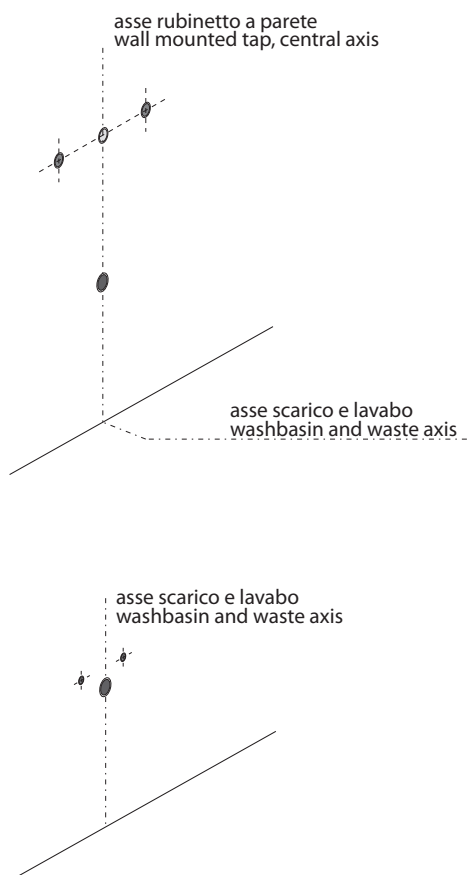 asse rubinetto a parete
wall mounted tap, central axis
asse scarico e lavabo
washbasin and waste axis
asse scarico e lavabo
washbasin and waste axis